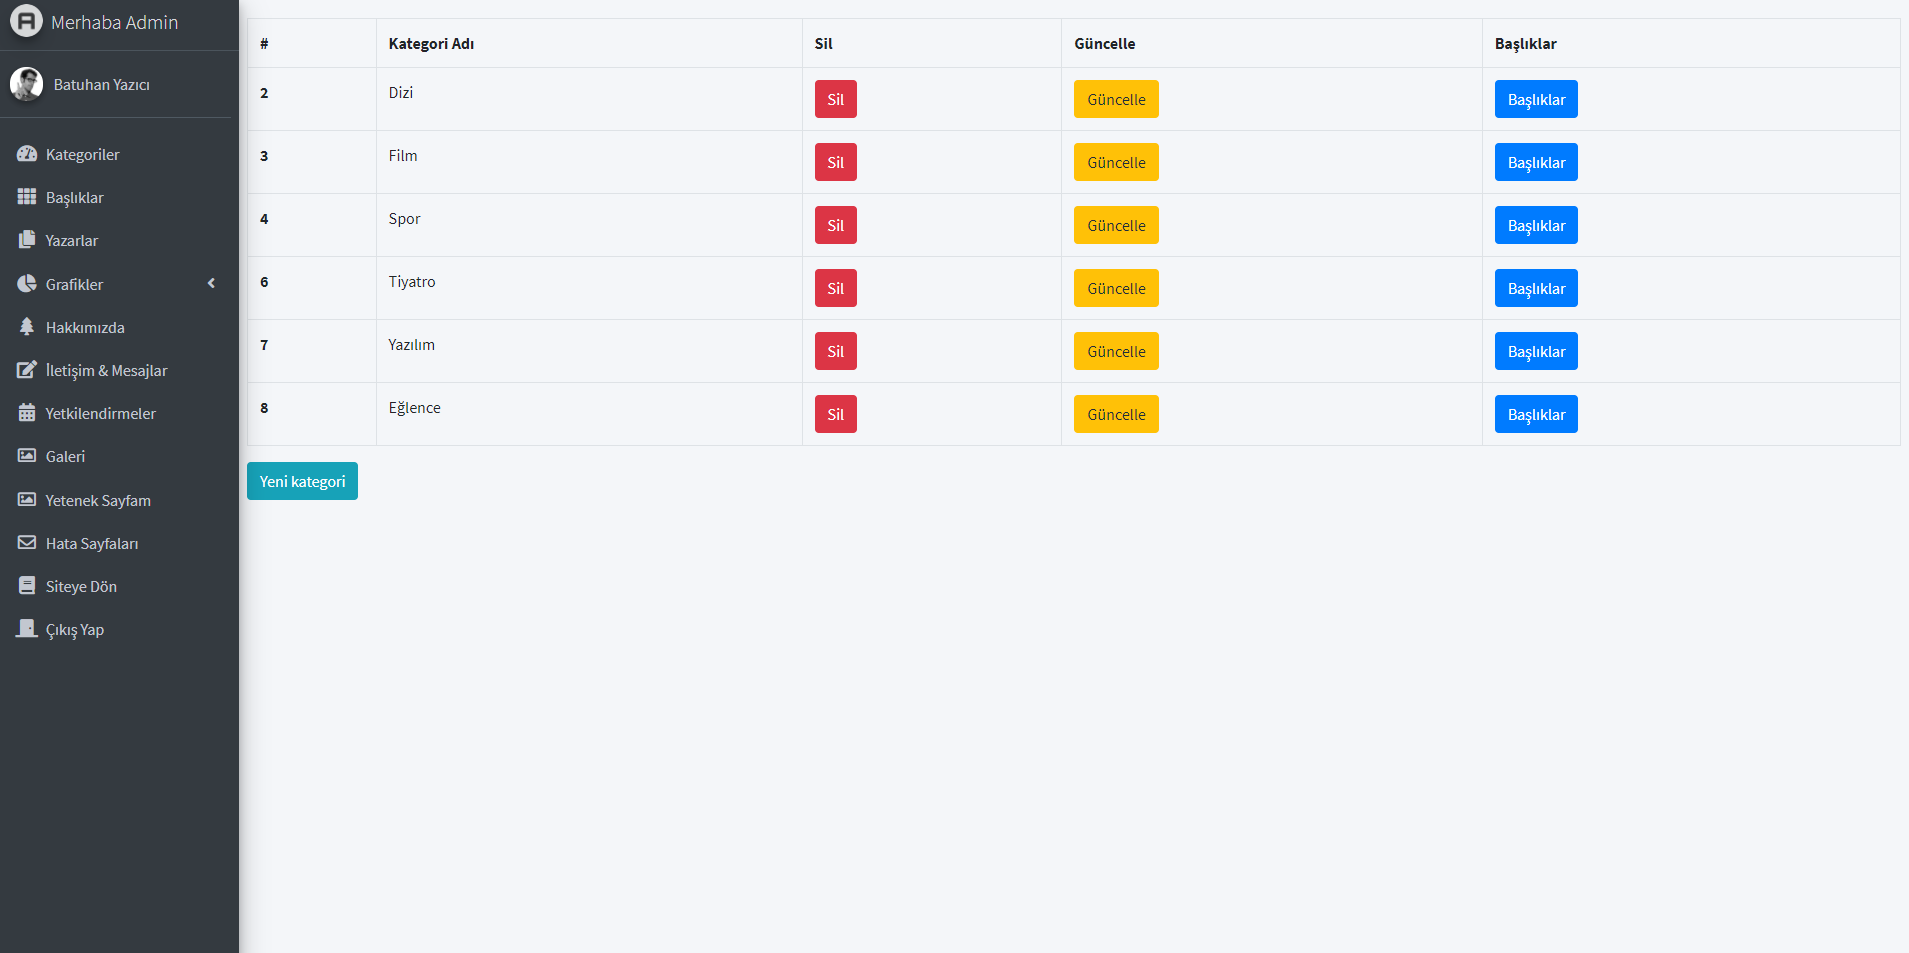 Merhaba Admin
Batuhan Yazıcı
Kategoriler
Başlıklar
Yazarlar
Grafikler
Hakkımızda
İletişim & Mesajlar
Yetkilendirmeler
Galeri
Yetenek Sayfam
Hata Sayfaları
Siteye Dön
Çıkış Yap
# Kategori Adı Sil Güncelle Başlıklar
2 Dizi Sil Güncelle Başlıklar
3 Film Sil Güncelle Başlıklar
4 Spor Sil Güncelle Başlıklar
6 Tiyatro Sil Güncelle Başlıklar
7 Yazılım Sil Güncelle Başlıklar
8 Eğlence Sil Güncelle Başlıklar
Yeni kategori